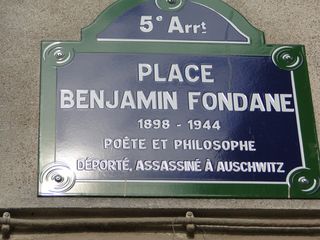 5e Arrt
PLACE
BENJAMIN FONDANE
1898 - 1944
POÈTE ET PHILOSOPHE
DÉPORTÉ, ASSASSINÉ À AUSCHWITZ